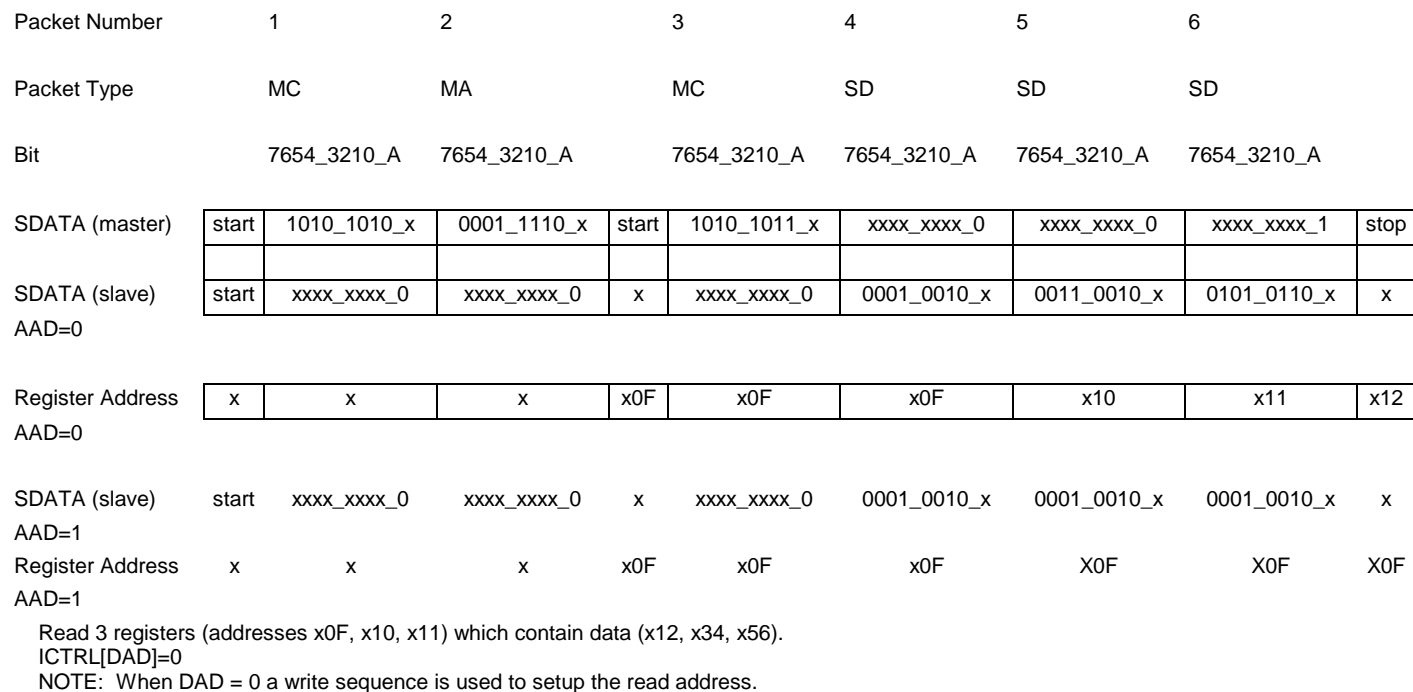 Packet Number 1 2 3 4 5 6
Packet Type MC MA MC SD SD SD
Bit 7654_3210_A 7654_3210_A 7654_3210_A 7654_3210_A 7654_3210_A 7654_3210_A
SDATA (master) start 1010_1010_x 0001_1110_x start 1010_1011_x xxxx_xxxx_0 xxxx_xxxx_0 xxxx_xxxx_1 stop
SDATA (slave) start xxxx_xxxx_0 xxxx_xxxx_0 x xxxx_xxxx_0 0001_0010_x 0011_0010_x 0101_0110_x x
AAD=0
Register Address x x x x0F x0F x0F x10 x11 x12
AAD=0
SDATA (slave) start xxxx_xxxx_0 xxxx_xxxx_0 x xxxx_xxxx_0 0001_0010_x 0001_0010_x 0001_0010_x x
AAD=1
Register Address x x x x0F x0F x0F X0F X0F X0F
AAD=1
Read 3 registers (addresses x0F, x10, x11) which contain data (x12, x34, x56).
ICTRL[DAD]=0
NOTE: When DAD = 0 a write sequence is used to setup the read address.